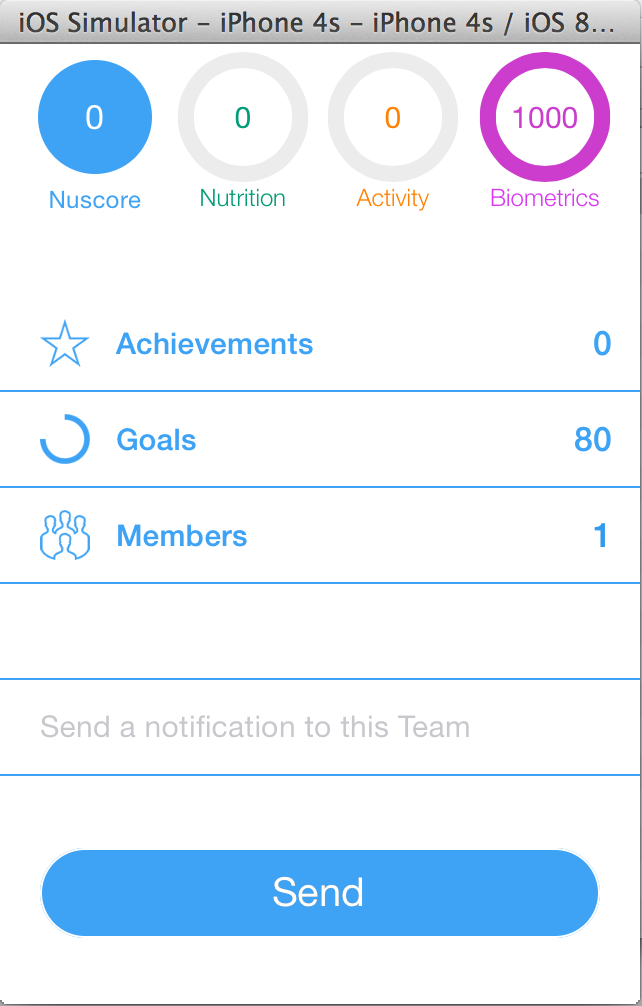 iOS Simulator – iPhone 4s – iPhone 4s / iOS 8...
0 0 0 1000
Nuscore Nutrition Activity Biometrics
Achievements 0
Goals 80
Members 1
Send a notification to this Team
Send